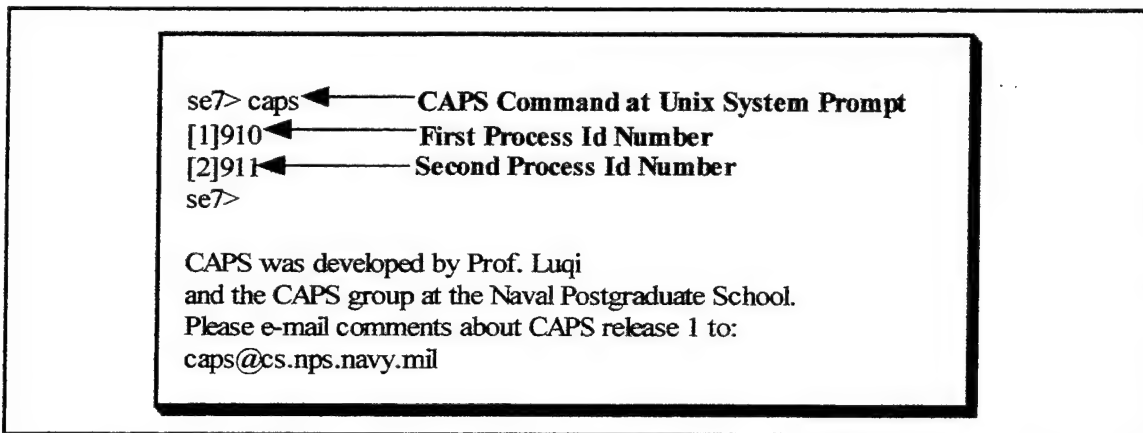 se7> caps CAPS Command at Unix System Prompt
[1]910 First Process Id Number
[2]911 Second Process Id Number
se7>
CAPS was developed by Prof. Luqi
and the CAPS group at the Naval Postgraduate School.
Please e-mail comments about CAPS release 1 to:
caps@cs.nps.navy.mil